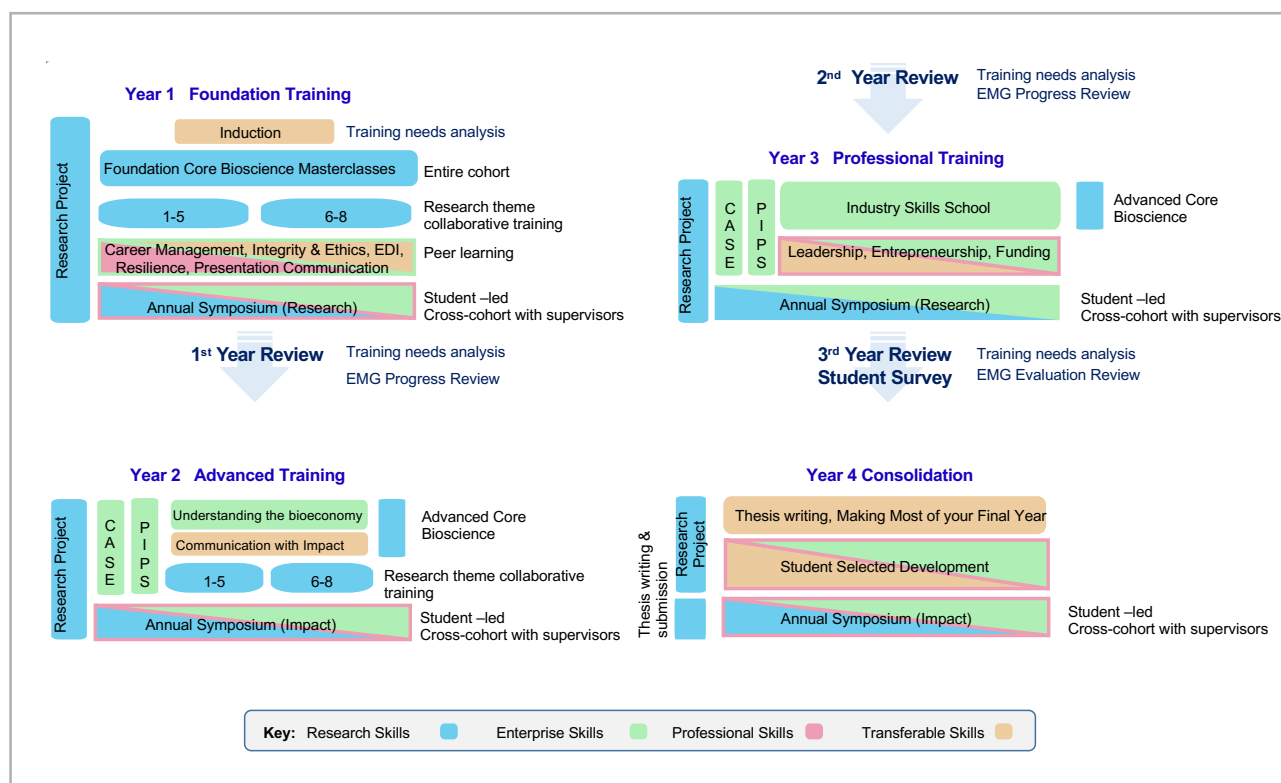 Year 1 Foundation Training
Research Project
Induction
Training needs analysis
Foundation Core Bioscience Masterclasses
Entire cohort
1-5
6-8
Research theme
collaborative training
Career Management, Integrity & Ethics, EDI,
Resilience, Presentation Communication
Peer learning
Annual Symposium (Research)
Student –led
Cross-cohort with supervisors
1st Year Review
Training needs analysis
EMG Progress Review
Year 2 Advanced Training
Research Project
CASE
PIPS
Understanding the bioeconomy
Communication with Impact
Advanced Core
Bioscience
1-5
6-8
Research theme collaborative
training
Annual Symposium (Impact)
Student –led
Cross-cohort with supervisors
2nd Year Review
Training needs analysis
EMG Progress Review
Year 3 Professional Training
Research Project
CASE
PIPS
Industry Skills School
Advanced Core
Bioscience
Leadership, Entrepreneurship, Funding
Annual Symposium (Research)
Student –led
Cross-cohort with supervisors
3rd Year Review
Student Survey
Training needs analysis
EMG Evaluation Review
Year 4 Consolidation
Thesis writing &
submission
Research
Project
Thesis writing, Making Most of your Final Year
Student Selected Development
Annual Symposium (Impact)
Student –led
Cross-cohort with supervisors
Key: Research Skills Enterprise Skills Professional Skills Transferable Skills